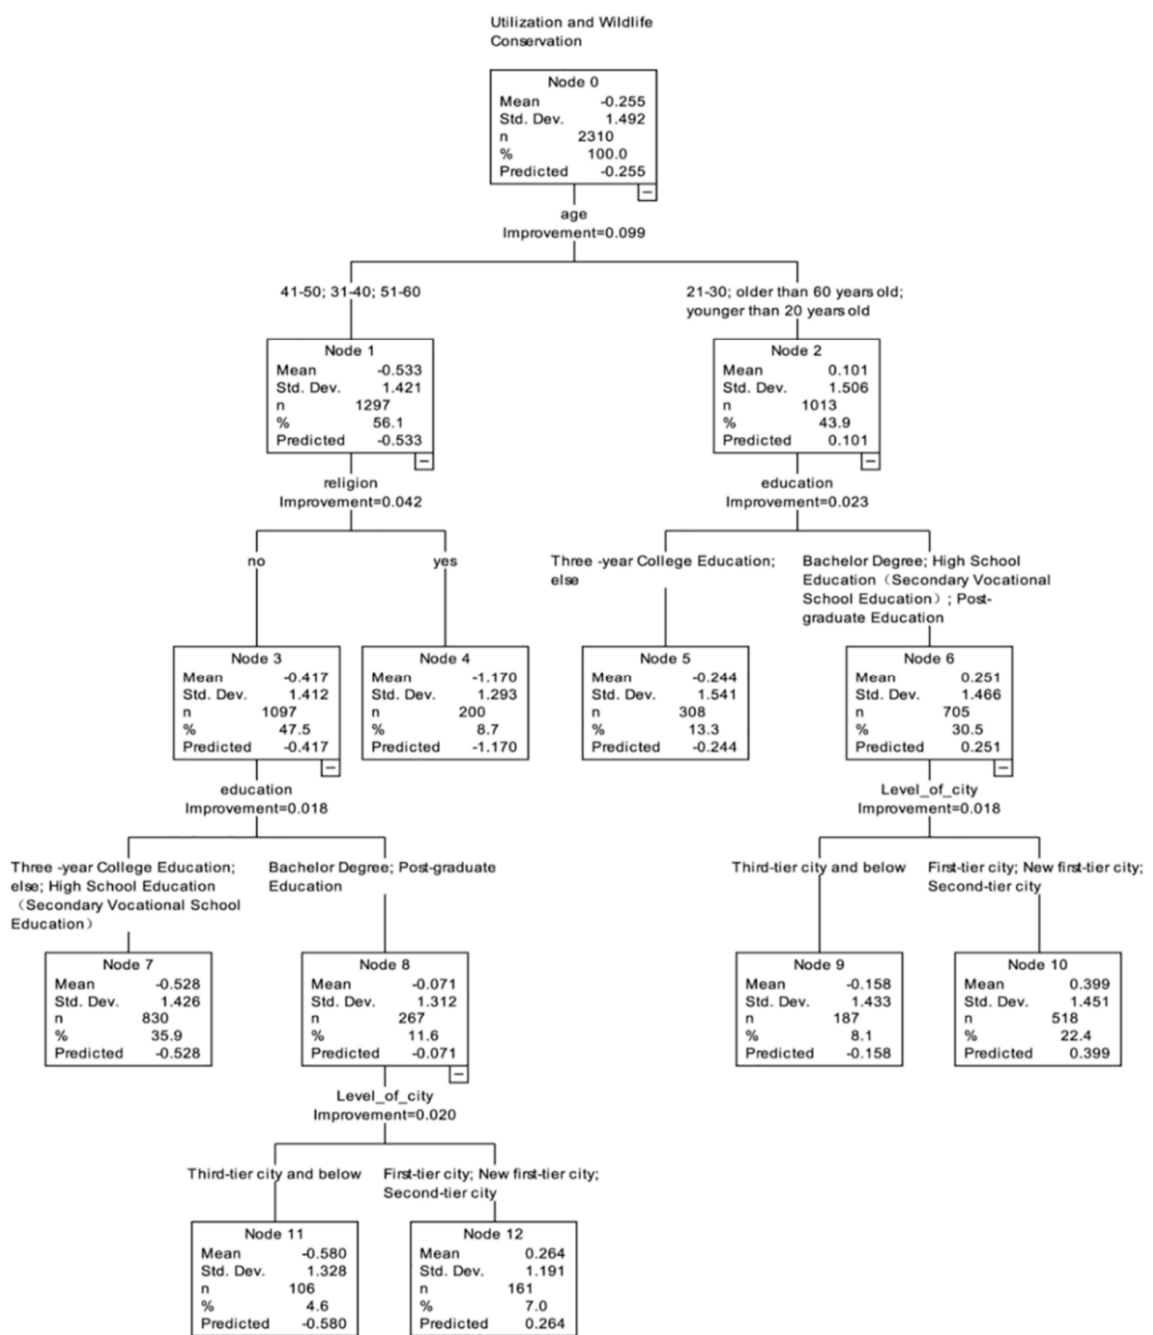 Utilization and Wildlife
Conservation
Node 0
Mean -0.255
Std. Dev. 1.492
n 2310
% 100.0
Predicted -0.255
age
Improvement=0.099
41-50; 31-40; 51-60
21-30; older than 60 years old;
younger than 20 years old
Node 1
Mean -0.533
Std. Dev. 1.421
n 1297
% 56.1
Predicted -0.533
Node 2
Mean 0.101
Std. Dev. 1.506
n 1013
% 43.9
Predicted 0.101
religion
Improvement=0.042
education
Improvement=0.023
no
yes
Three -year College Education;
else
Bachelor Degree; High School
Education（Secondary Vocational
School Education）; Post-
graduate Education
Node 3
Mean -0.417
Std. Dev. 1.412
n 1097
% 47.5
Predicted -0.417
Node 4
Mean -1.170
Std. Dev. 1.293
n 200
% 8.7
Predicted -1.170
Node 5
Mean -0.244
Std. Dev. 1.541
n 308
% 13.3
Predicted -0.244
Node 6
Mean 0.251
Std. Dev. 1.466
n 705
% 30.5
Predicted 0.251
education
Improvement=0.018
Level_of_city
Improvement=0.018
Three -year College Education;
else; High School Education
（Secondary Vocational School
Education）
Bachelor Degree; Post-graduate
Education
Third-tier city and below
First-tier city; New first-tier city;
Second-tier city
Node 7
Mean -0.528
Std. Dev. 1.426
n 830
% 35.9
Predicted -0.528
Node 8
Mean -0.071
Std. Dev. 1.312
n 267
% 11.6
Predicted -0.071
Node 9
Mean -0.158
Std. Dev. 1.433
n 187
% 8.1
Predicted -0.158
Node 10
Mean 0.399
Std. Dev. 1.451
n 518
% 22.4
Predicted 0.399
Level_of_city
Improvement=0.020
Third-tier city and below
First-tier city; New first-tier city;
Second-tier city
Node 11
Mean -0.580
Std. Dev. 1.328
n 106
% 4.6
Predicted -0.580
Node 12
Mean 0.264
Std. Dev. 1.191
n 161
% 7.0
Predicted 0.264